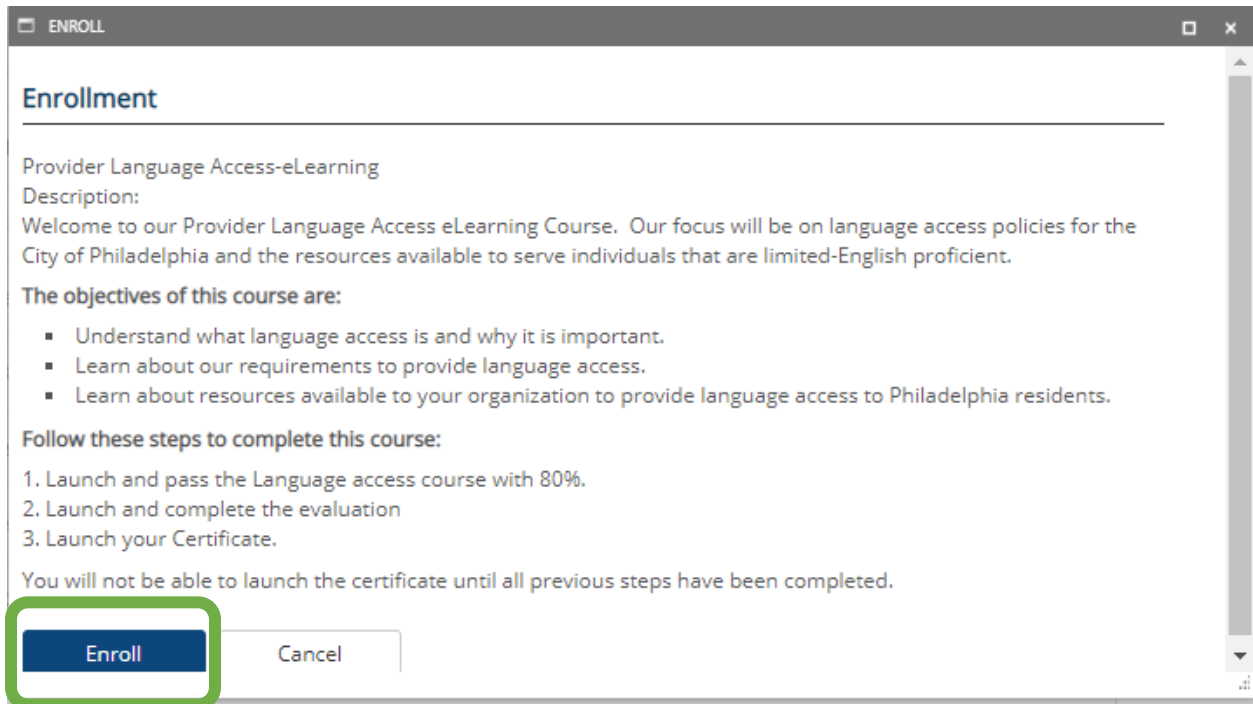 ENROLL
Enrollment
Provider Language Access-eLearning
Description:
Welcome to our Provider Language Access eLearning Course.  Our focus will be on language access policies for the
City of Philadelphia and the resources available to serve individuals that are limited-English proficient.
The objectives of this course are:
▪ Understand what language access is and why it is important.
▪ Learn about our requirements to provide language access.
▪ Learn about resources available to your organization to provide language access to Philadelphia residents.
Follow these steps to complete this course:
1. Launch and pass the Language access course with 80%.
2. Launch and complete the evaluation
3. Launch your Certificate.
You will not be able to launch the certificate until all previous steps have been completed.
Enroll Cancel